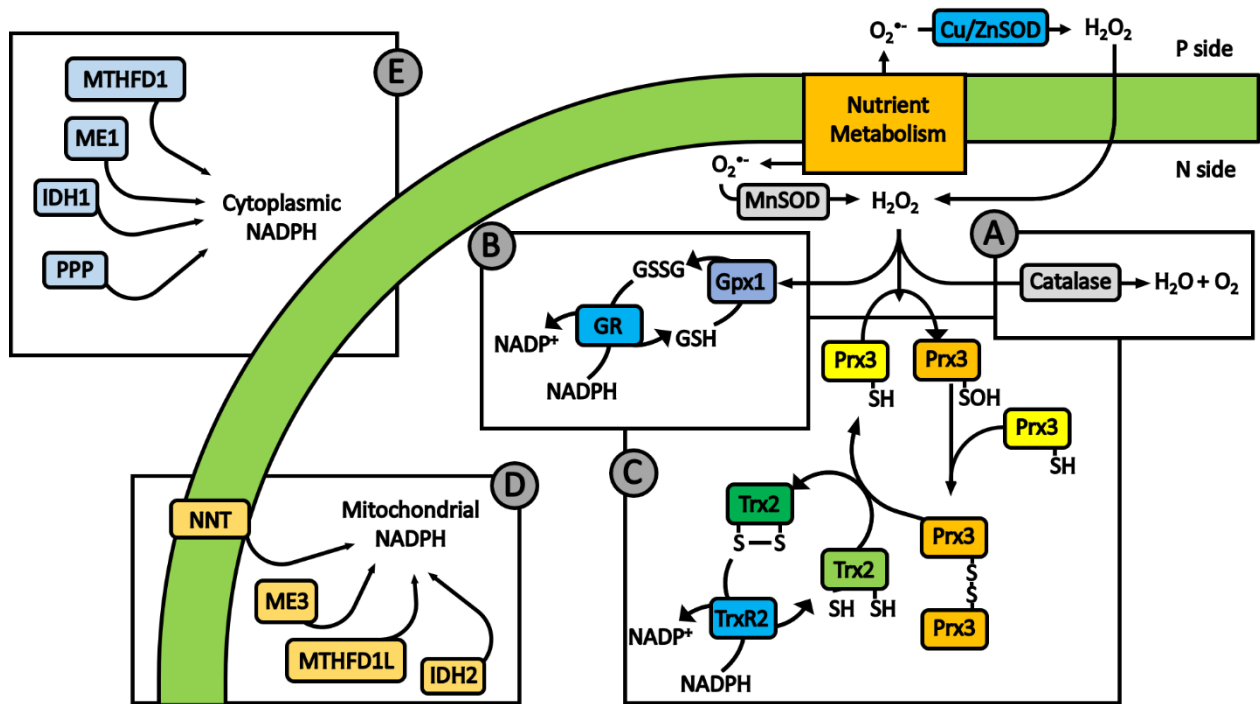 E
MTHFD1
ME1
IDH1
PPP
Cytoplasmic
NADPH
O₂•- Cu/ZnSOD H₂O₂
P side
Nutrient
Metabolism
N side
O₂•-
MnSOD H₂O₂
A
Catalase H₂O + O₂
B
GSSG Gpx1
GR
NADP⁺ GSH
NADPH
C
Prx3 Prx3
SH SOH
Prx3
SH
Trx2
S — S
Prx3
S
S
Prx3
Trx2
SH SH
TrxR2
NADP⁺
NADPH
D
NNT
Mitochondrial
NADPH
ME3
MTHFD1L
IDH2